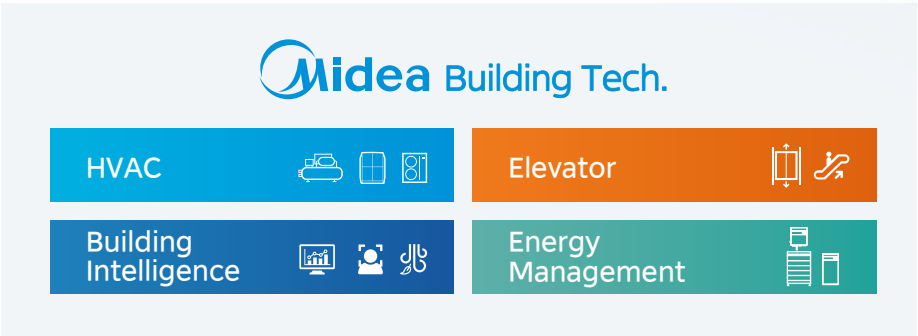 Midea Building Tech.
HVAC
Elevator
Building
Intelligence
Energy
Management